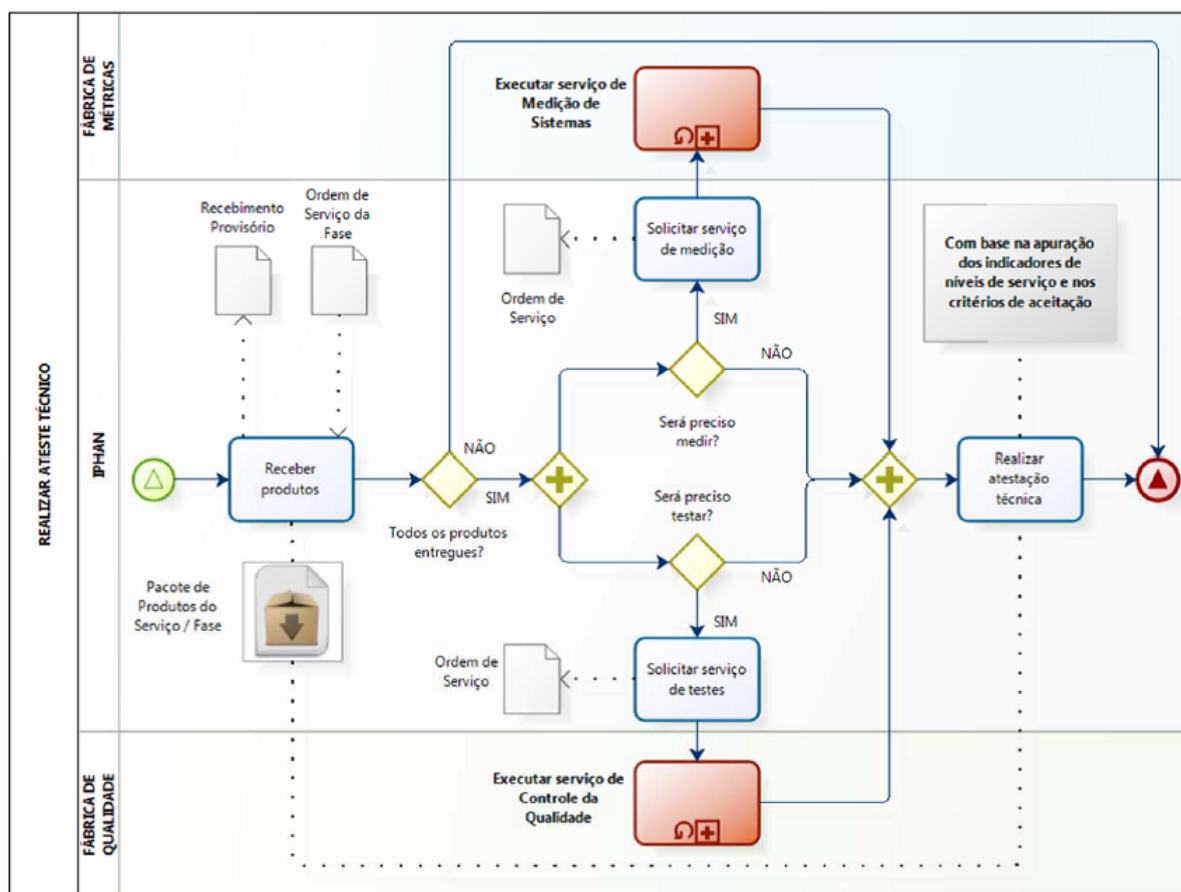 REALIZAR ATESTE TÉCNICO
FÁBRICA DE
MÉTRICAS
Executar serviço de
Medição de
Sistemas
IPHAN
Recebimento
Provisório
Ordem de
Serviço da
Fase
Ordem de
Serviço
Solicitar serviço
de medição
Com base na apuração
dos indicadores de
níveis de serviço e nos
critérios de aceitação
SIM
NÃO
Será preciso
medir?
Receber
produtos
NÃO
SIM
Todos os produtos
entregues?
Será preciso
testar?
NÃO
SIM
Realizar
atestação
técnica
Pacote de
Produtos do
Serviço / Fase
Ordem de
Serviço
Solicitar serviço
de testes
FÁBRICA DE
QUALIDADE
Executar serviço de
Controle da
Qualidade